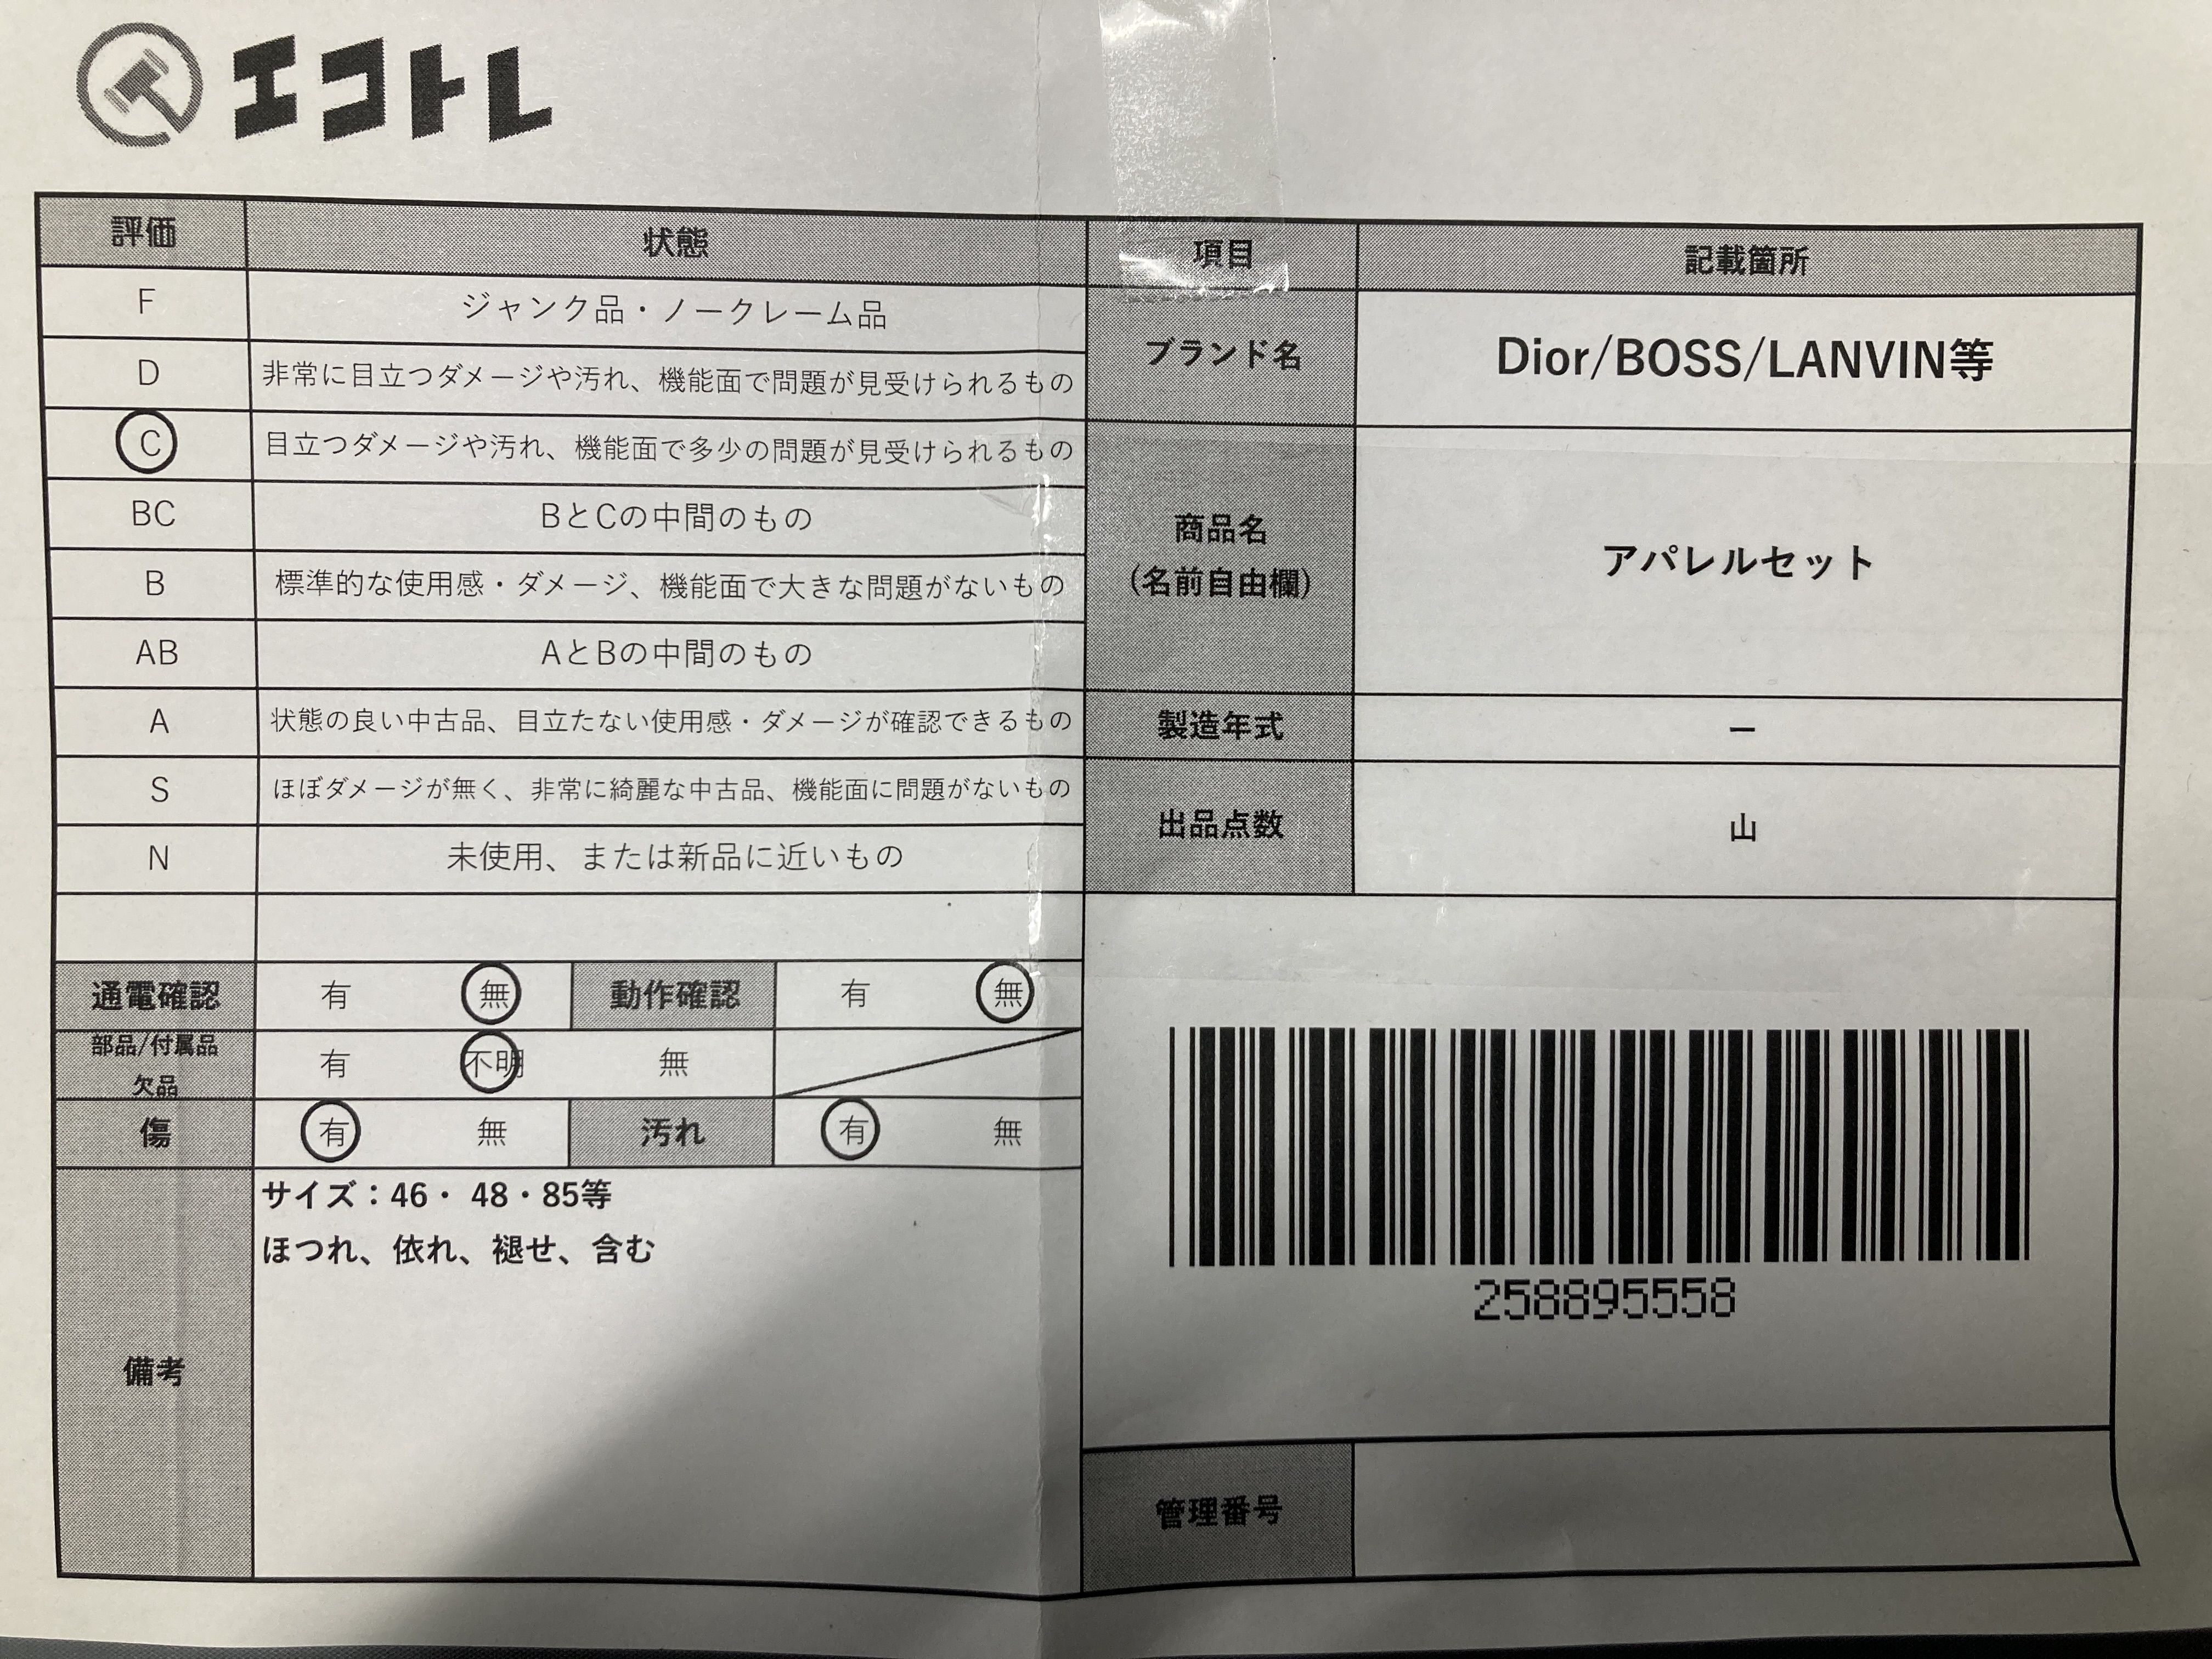 エコトレ
評価 状態
F ジャンク品・ノークレーム品
D 非常に目立つダメージや汚れ、機能面で問題が見受けられるもの
C 目立つダメージや汚れ、機能面で多少の問題が見受けられるもの
BC BとCの中間のもの
B 標準的な使用感・ダメージ、機能面で大きな問題がないもの
AB AとBの中間のもの
A 状態の良い中古品、目立たない使用感・ダメージが確認できるもの
S ほぼダメージが無く、非常に綺麗な中古品、機能面に問題がないもの
N 未使用、または新品に近いもの
通電確認 有 無 動作確認 有 無
部品/付属品
欠品 有 不明 無
傷 有 無 汚れ 有 無
備考
サイズ：46・ 48・85等
ほつれ、依れ、褪せ、含む
項目 記載箇所
ブランド名 Dior/BOSS/LANVIN等
商品名
(名前自由欄)
アパレルセット
製造年式 ー
出品点数 山
258895558
管理番号